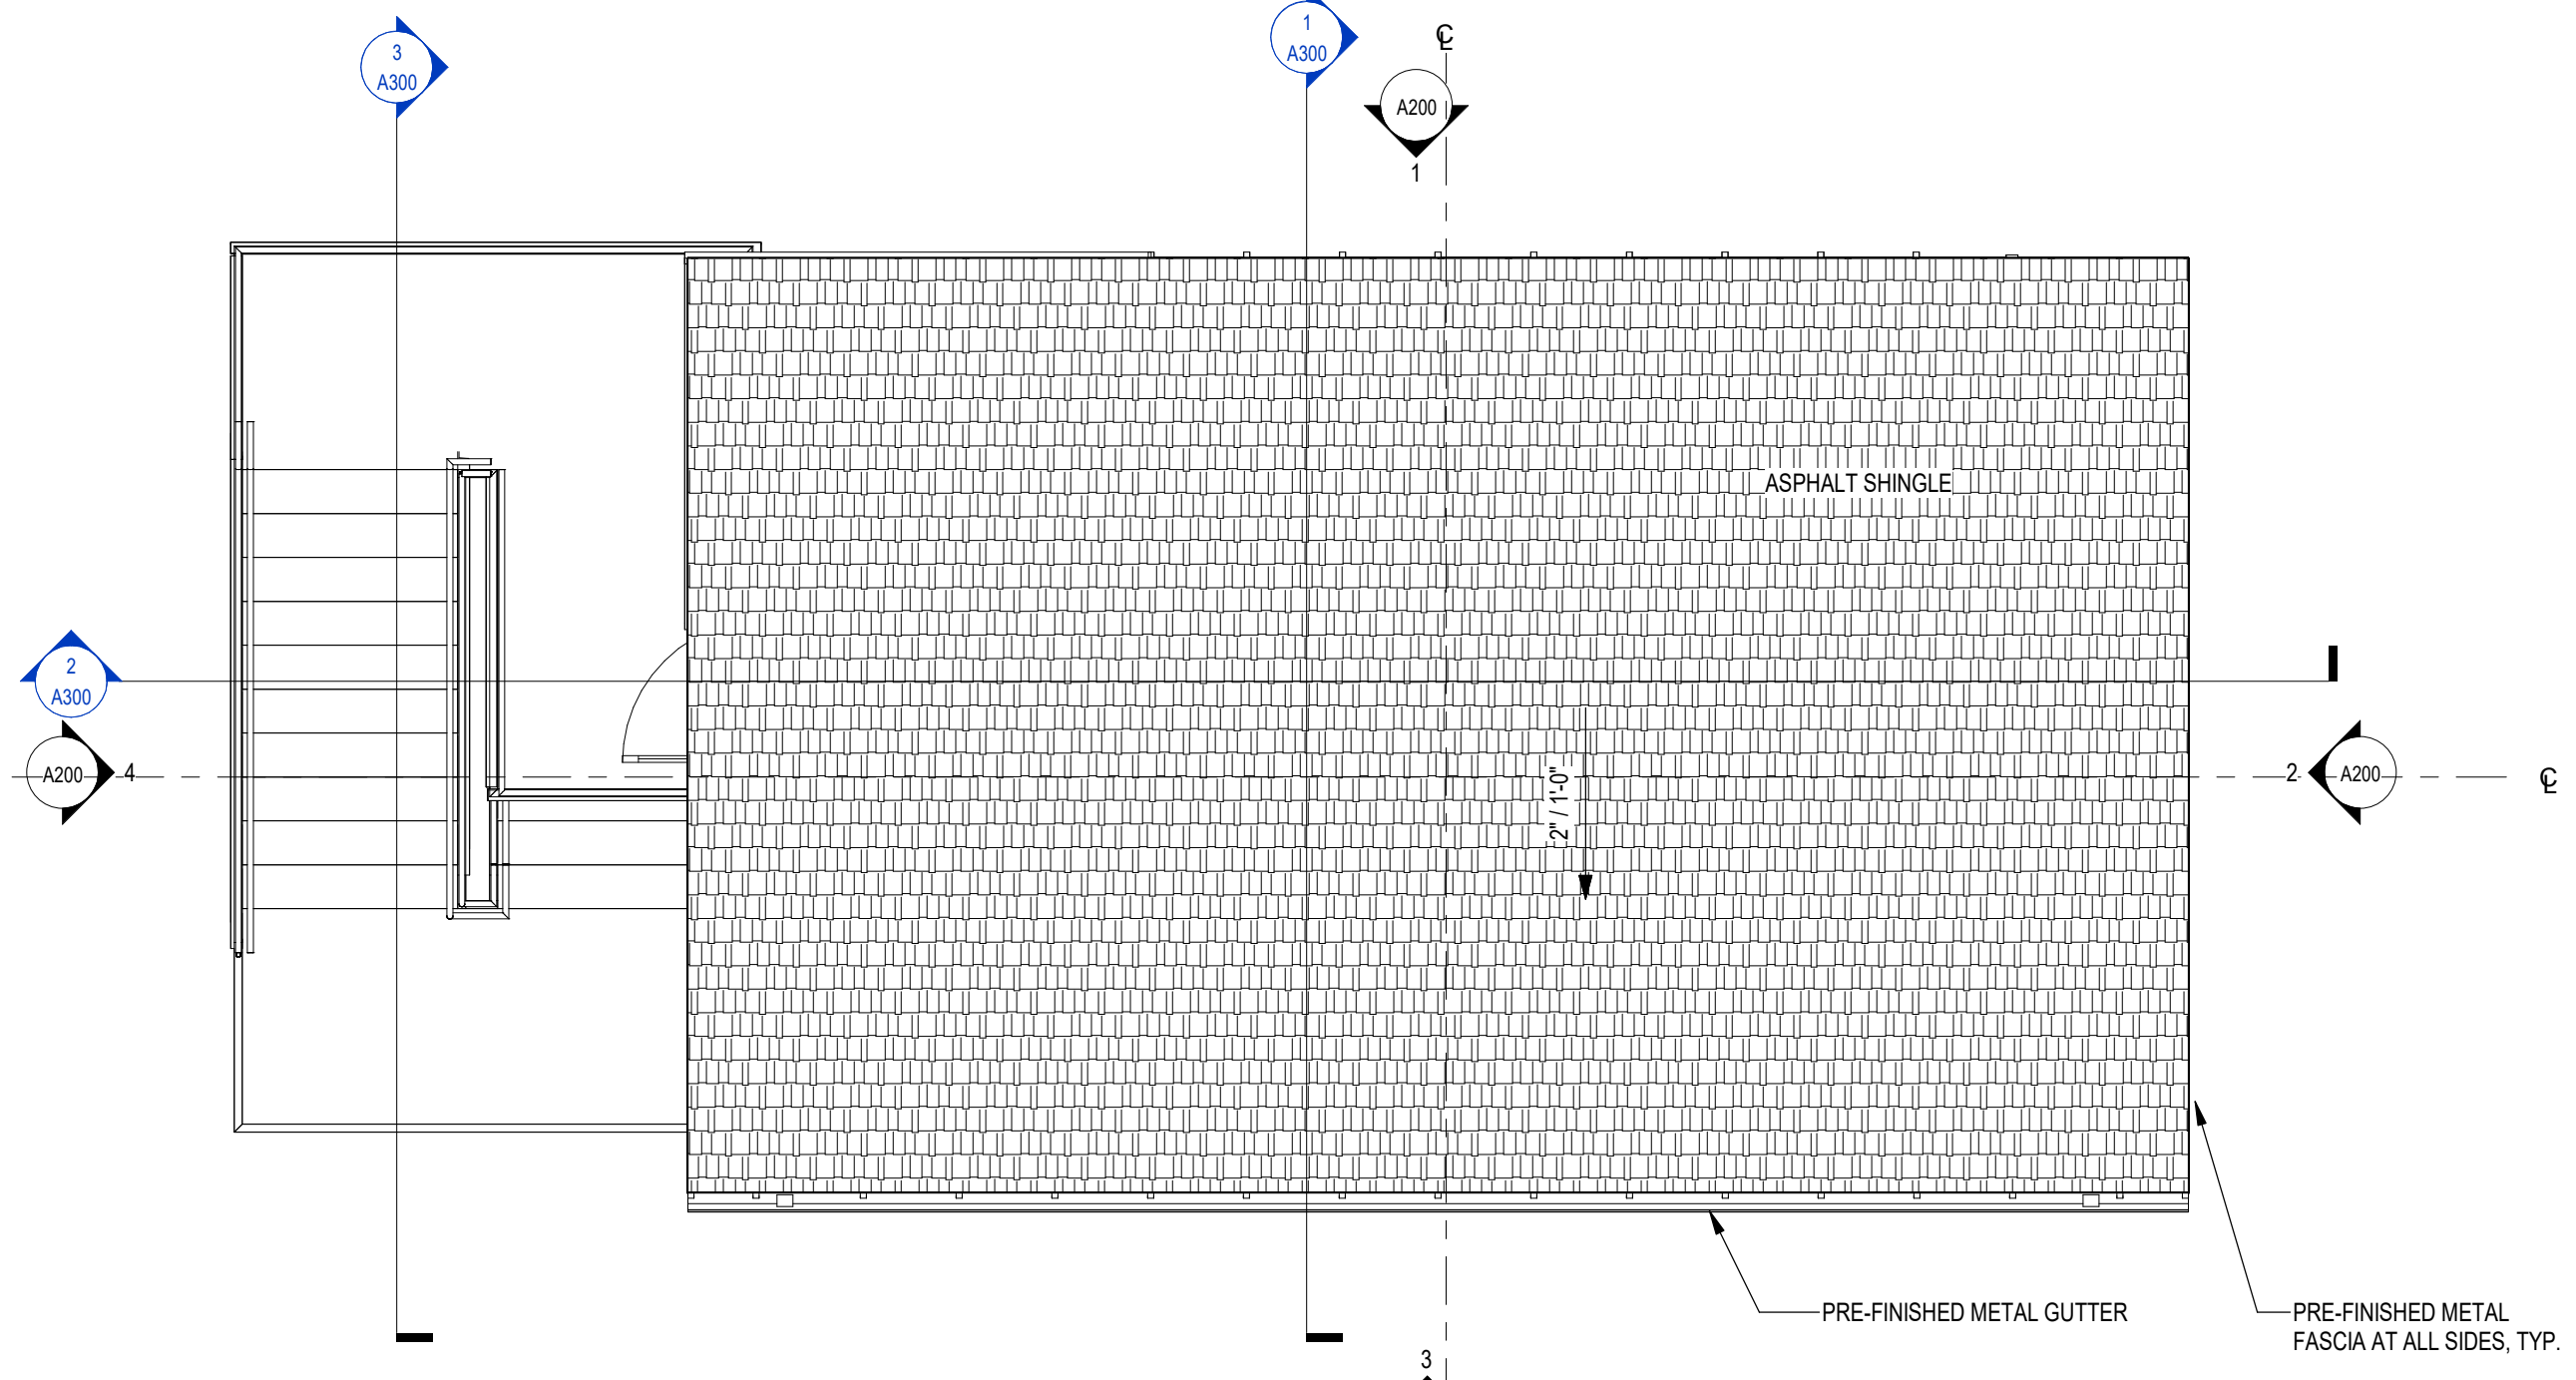 3
A300
1
A300
℄
A200
1
ASPHALT SHINGLE
2
A300
A200
4
2" / 1'-0"
2
A200
℄
PRE-FINISHED METAL GUTTER
PRE-FINISHED METAL
FASCIA AT ALL SIDES, TYP.
3